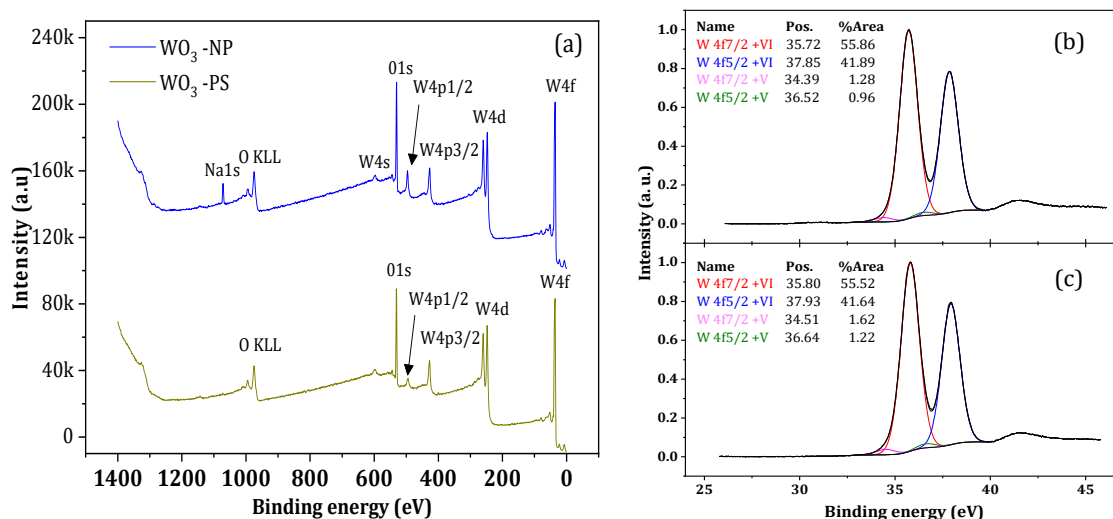 (a)
WO3 -NP
WO3 -PS
240k
200k
160k
120k
80k
40k
0
Intensity (a.u)
Na1s
O KLL
W4s
01s
W4p1/2
W4p3/2
W4d
W4f
O KLL
01s
W4p1/2
W4p3/2
W4d
W4f
1400 1200 1000 800 600 400 200 0
Binding energy (eV)
(b)
Name Pos. %Area
W 4f7/2 +VI 35.72 55.86
W 4f5/2 +VI 37.85 41.89
W 4f7/2 +V 34.39 1.28
W 4f5/2 +V 36.52 0.96
1.0
0.8
0.6
0.4
0.2
0.0
Intensity (a. u.)
(c)
Name Pos. %Area
W 4f7/2 +VI 35.80 55.52
W 4f5/2 +VI 37.93 41.64
W 4f7/2 +V 34.51 1.62
W 4f5/2 +V 36.64 1.22
1.0
0.8
0.6
0.4
0.2
0.0
25 30 35 40 45
Binding energy (eV)